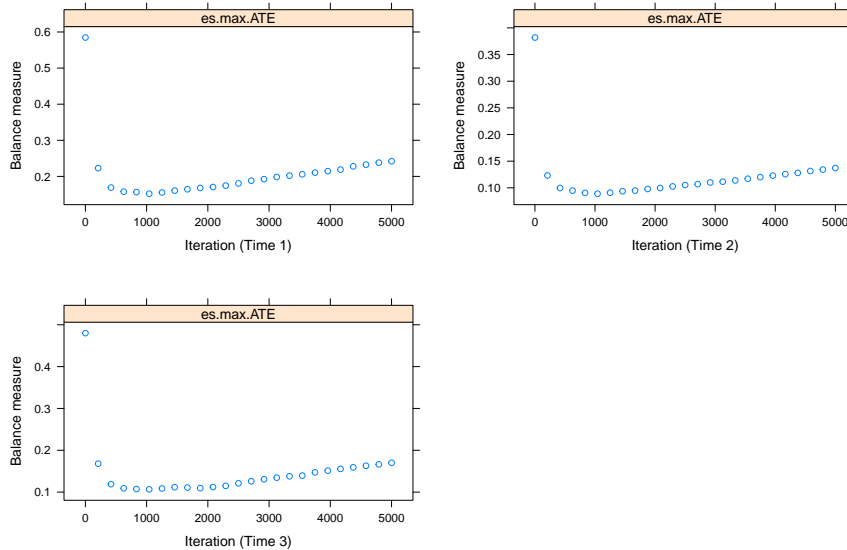 es.max.ATE
Balance measure
0.6
0.5
0.4
0.3
0.2
0 1000 2000 3000 4000 5000
Iteration (Time 1)
es.max.ATE
Balance measure
0.35
0.30
0.25
0.20
0.15
0.10
0 1000 2000 3000 4000 5000
Iteration (Time 2)
es.max.ATE
Balance measure
0.4
0.3
0.2
0.1
0 1000 2000 3000 4000 5000
Iteration (Time 3)